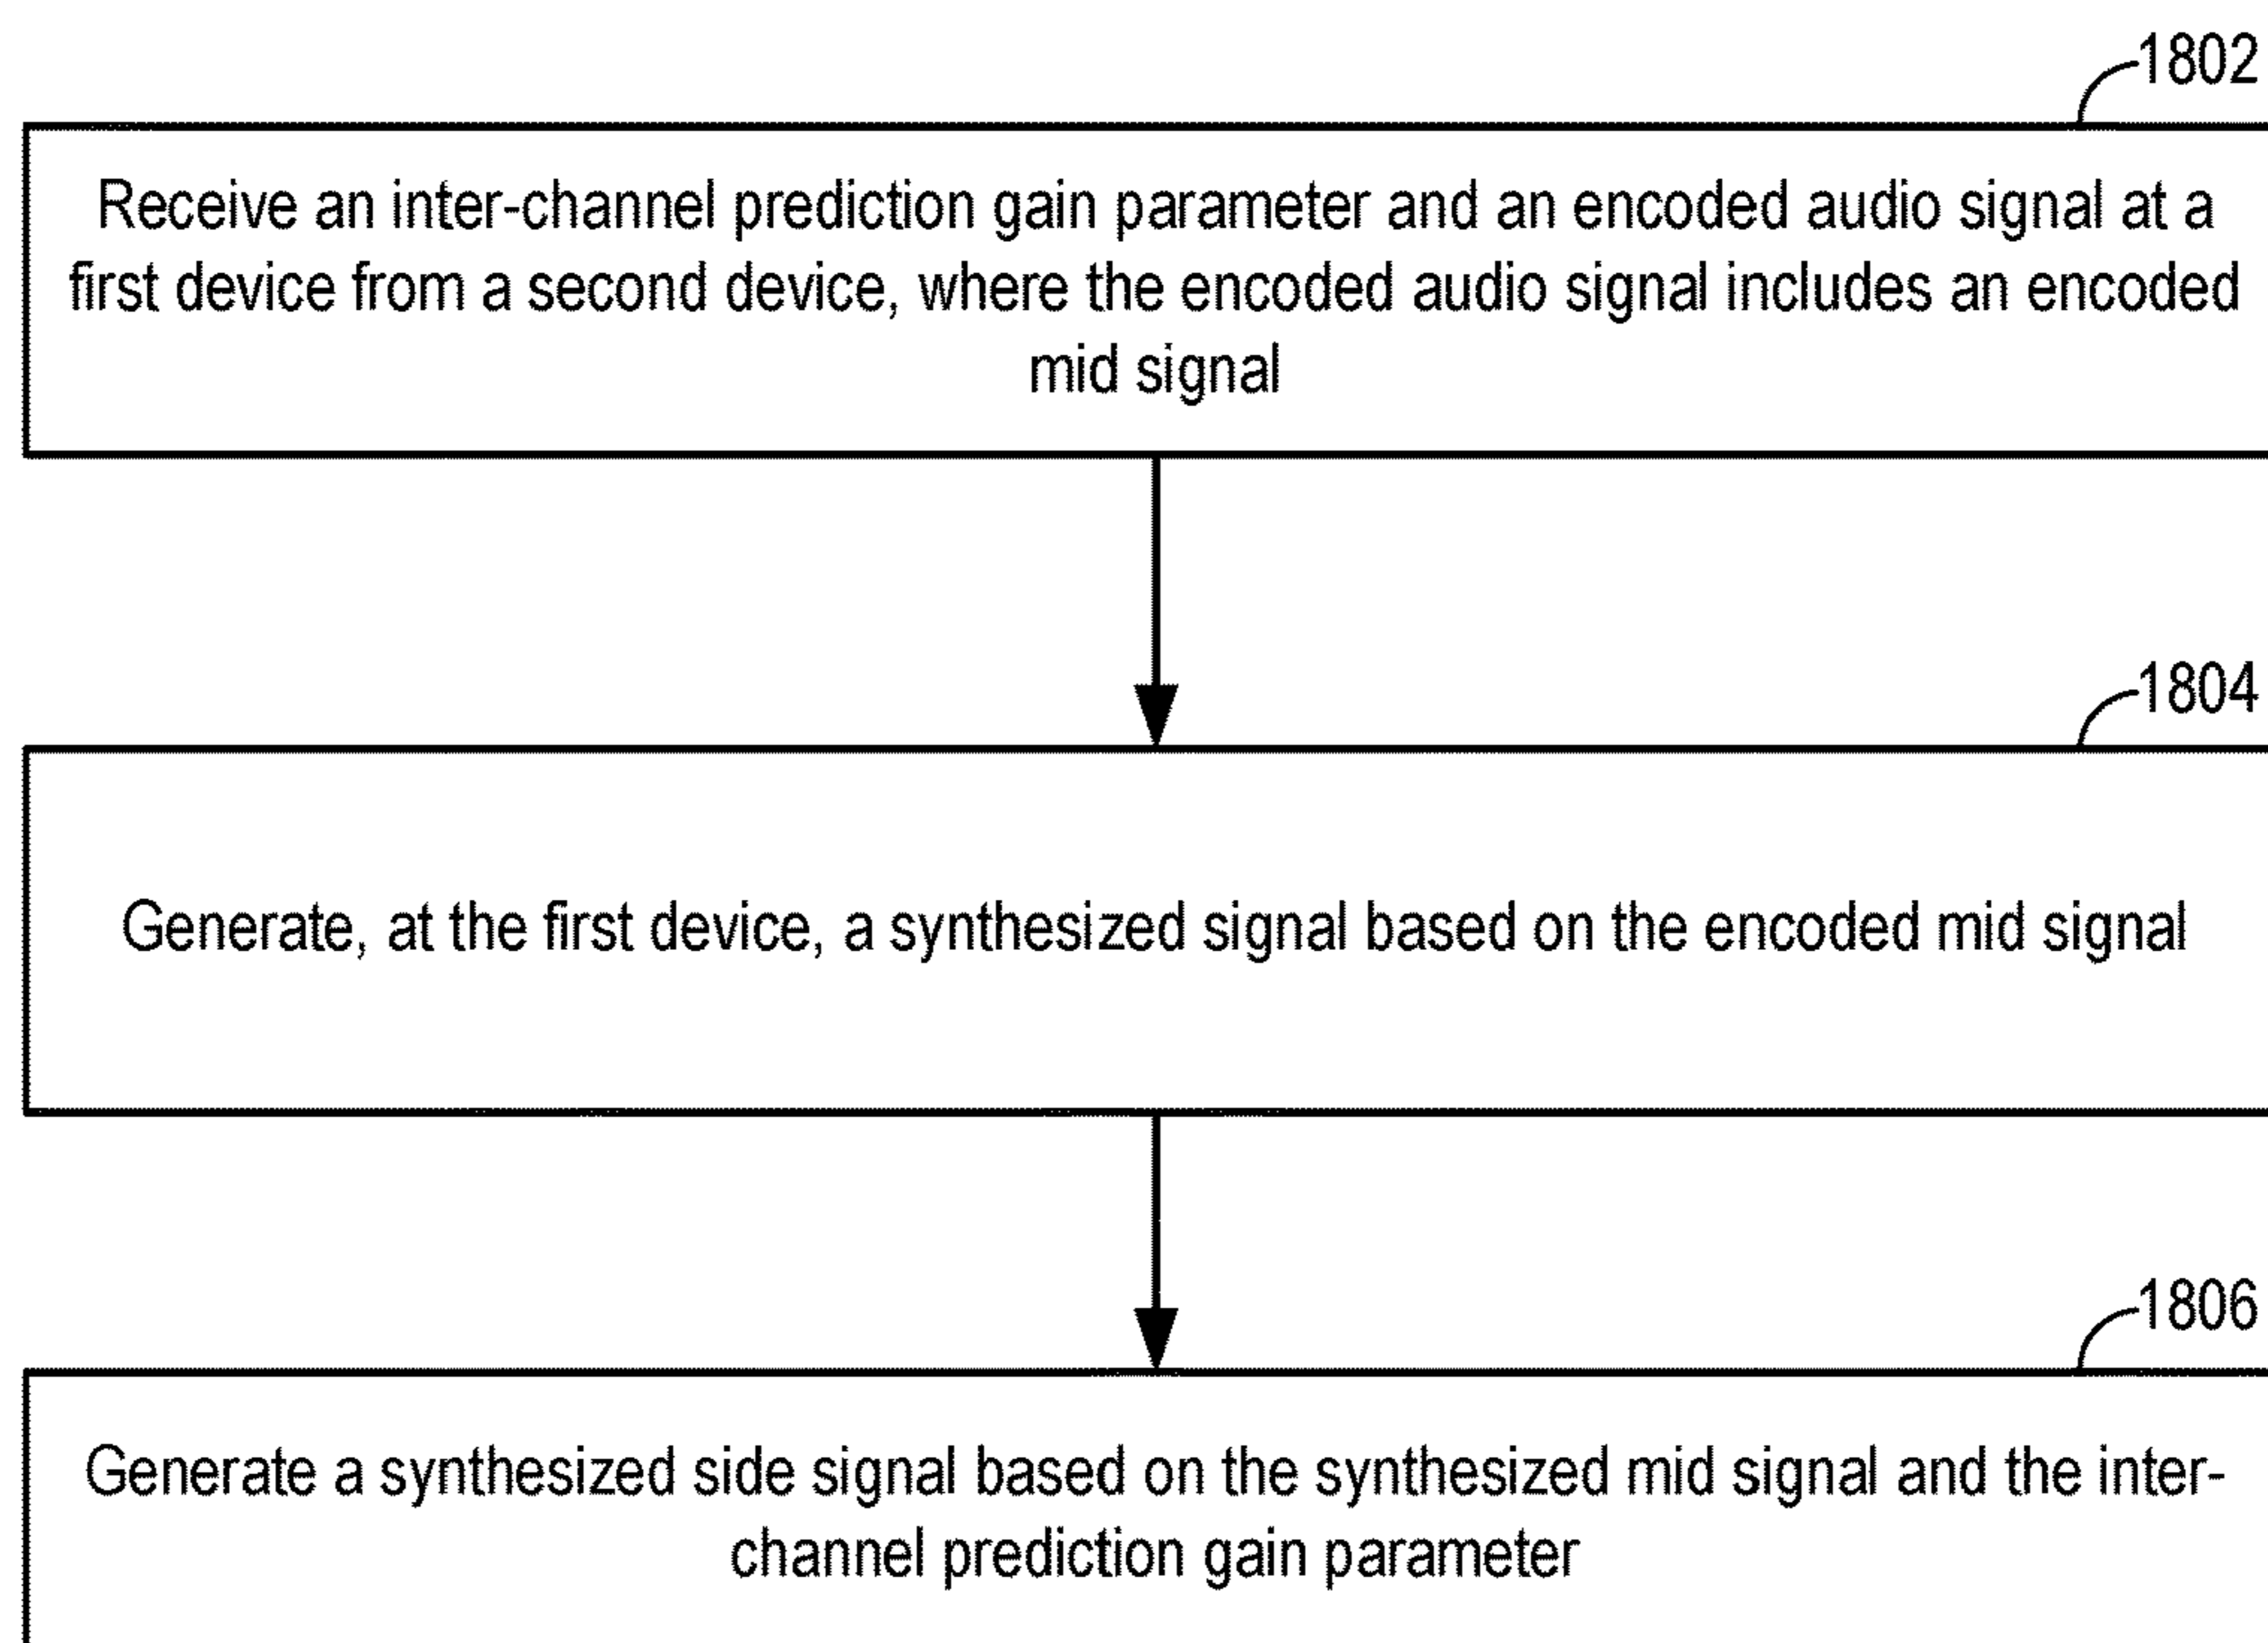 1802
Receive an inter-channel prediction gain parameter and an encoded audio signal at a
first device from a second device, where the encoded audio signal includes an encoded
mid signal
1804
Generate, at the first device, a synthesized signal based on the encoded mid signal
1806
Generate a synthesized side signal based on the synthesized mid signal and the inter-
channel prediction gain parameter